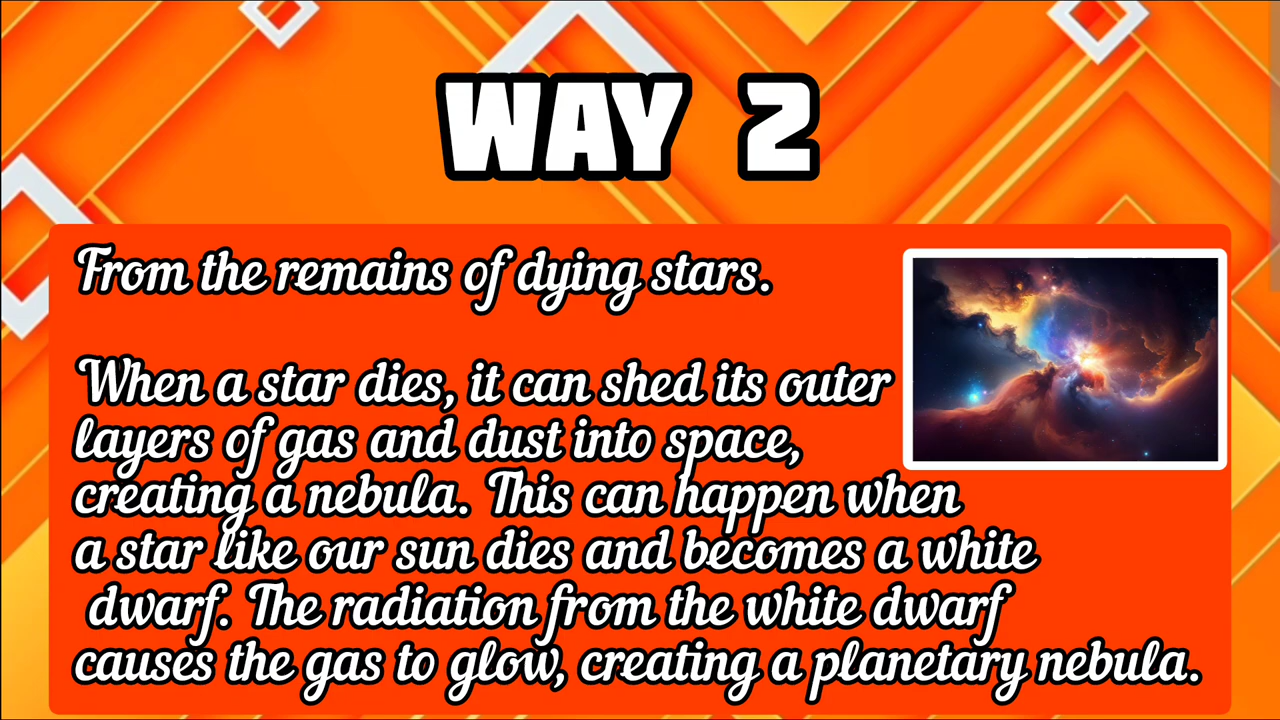 WAY 2
From the remains of dying stars.
When a star dies, it can shed its outer
layers of gas and dust into space,
creating a nebula. This can happen when
a star like our sun dies and becomes a white
dwarf. The radiation from the white dwarf
causes the gas to glow, creating a planetary nebula.